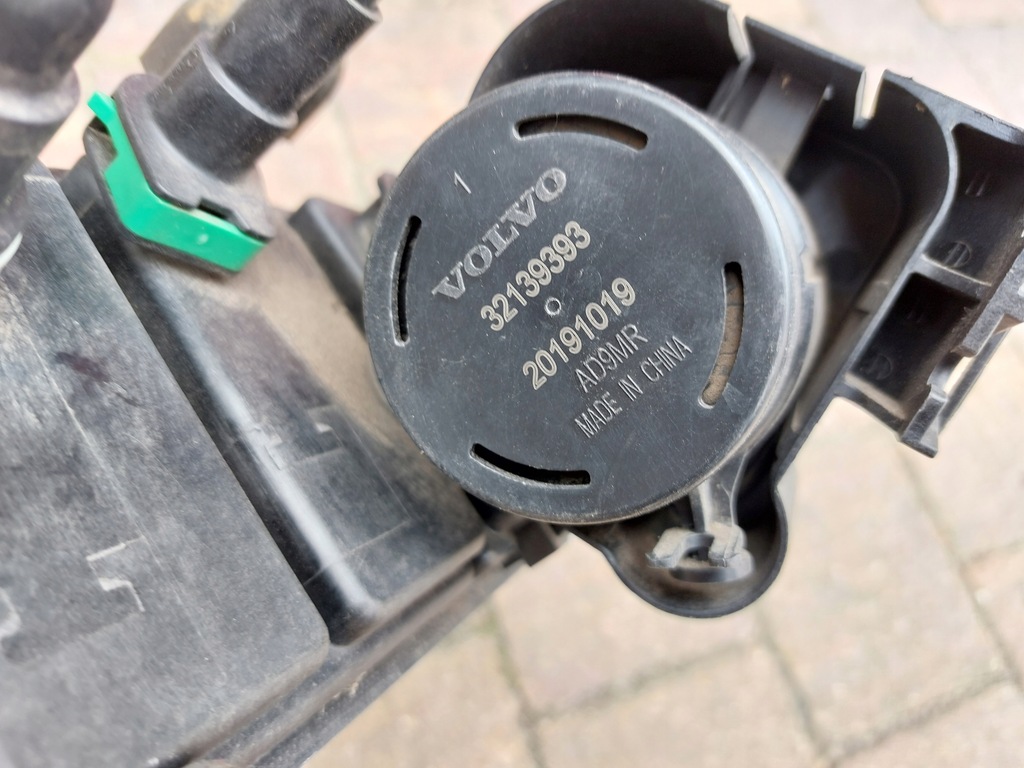 1
VOLVO
32139393
20191019
AD9MR
MADE IN CHINA